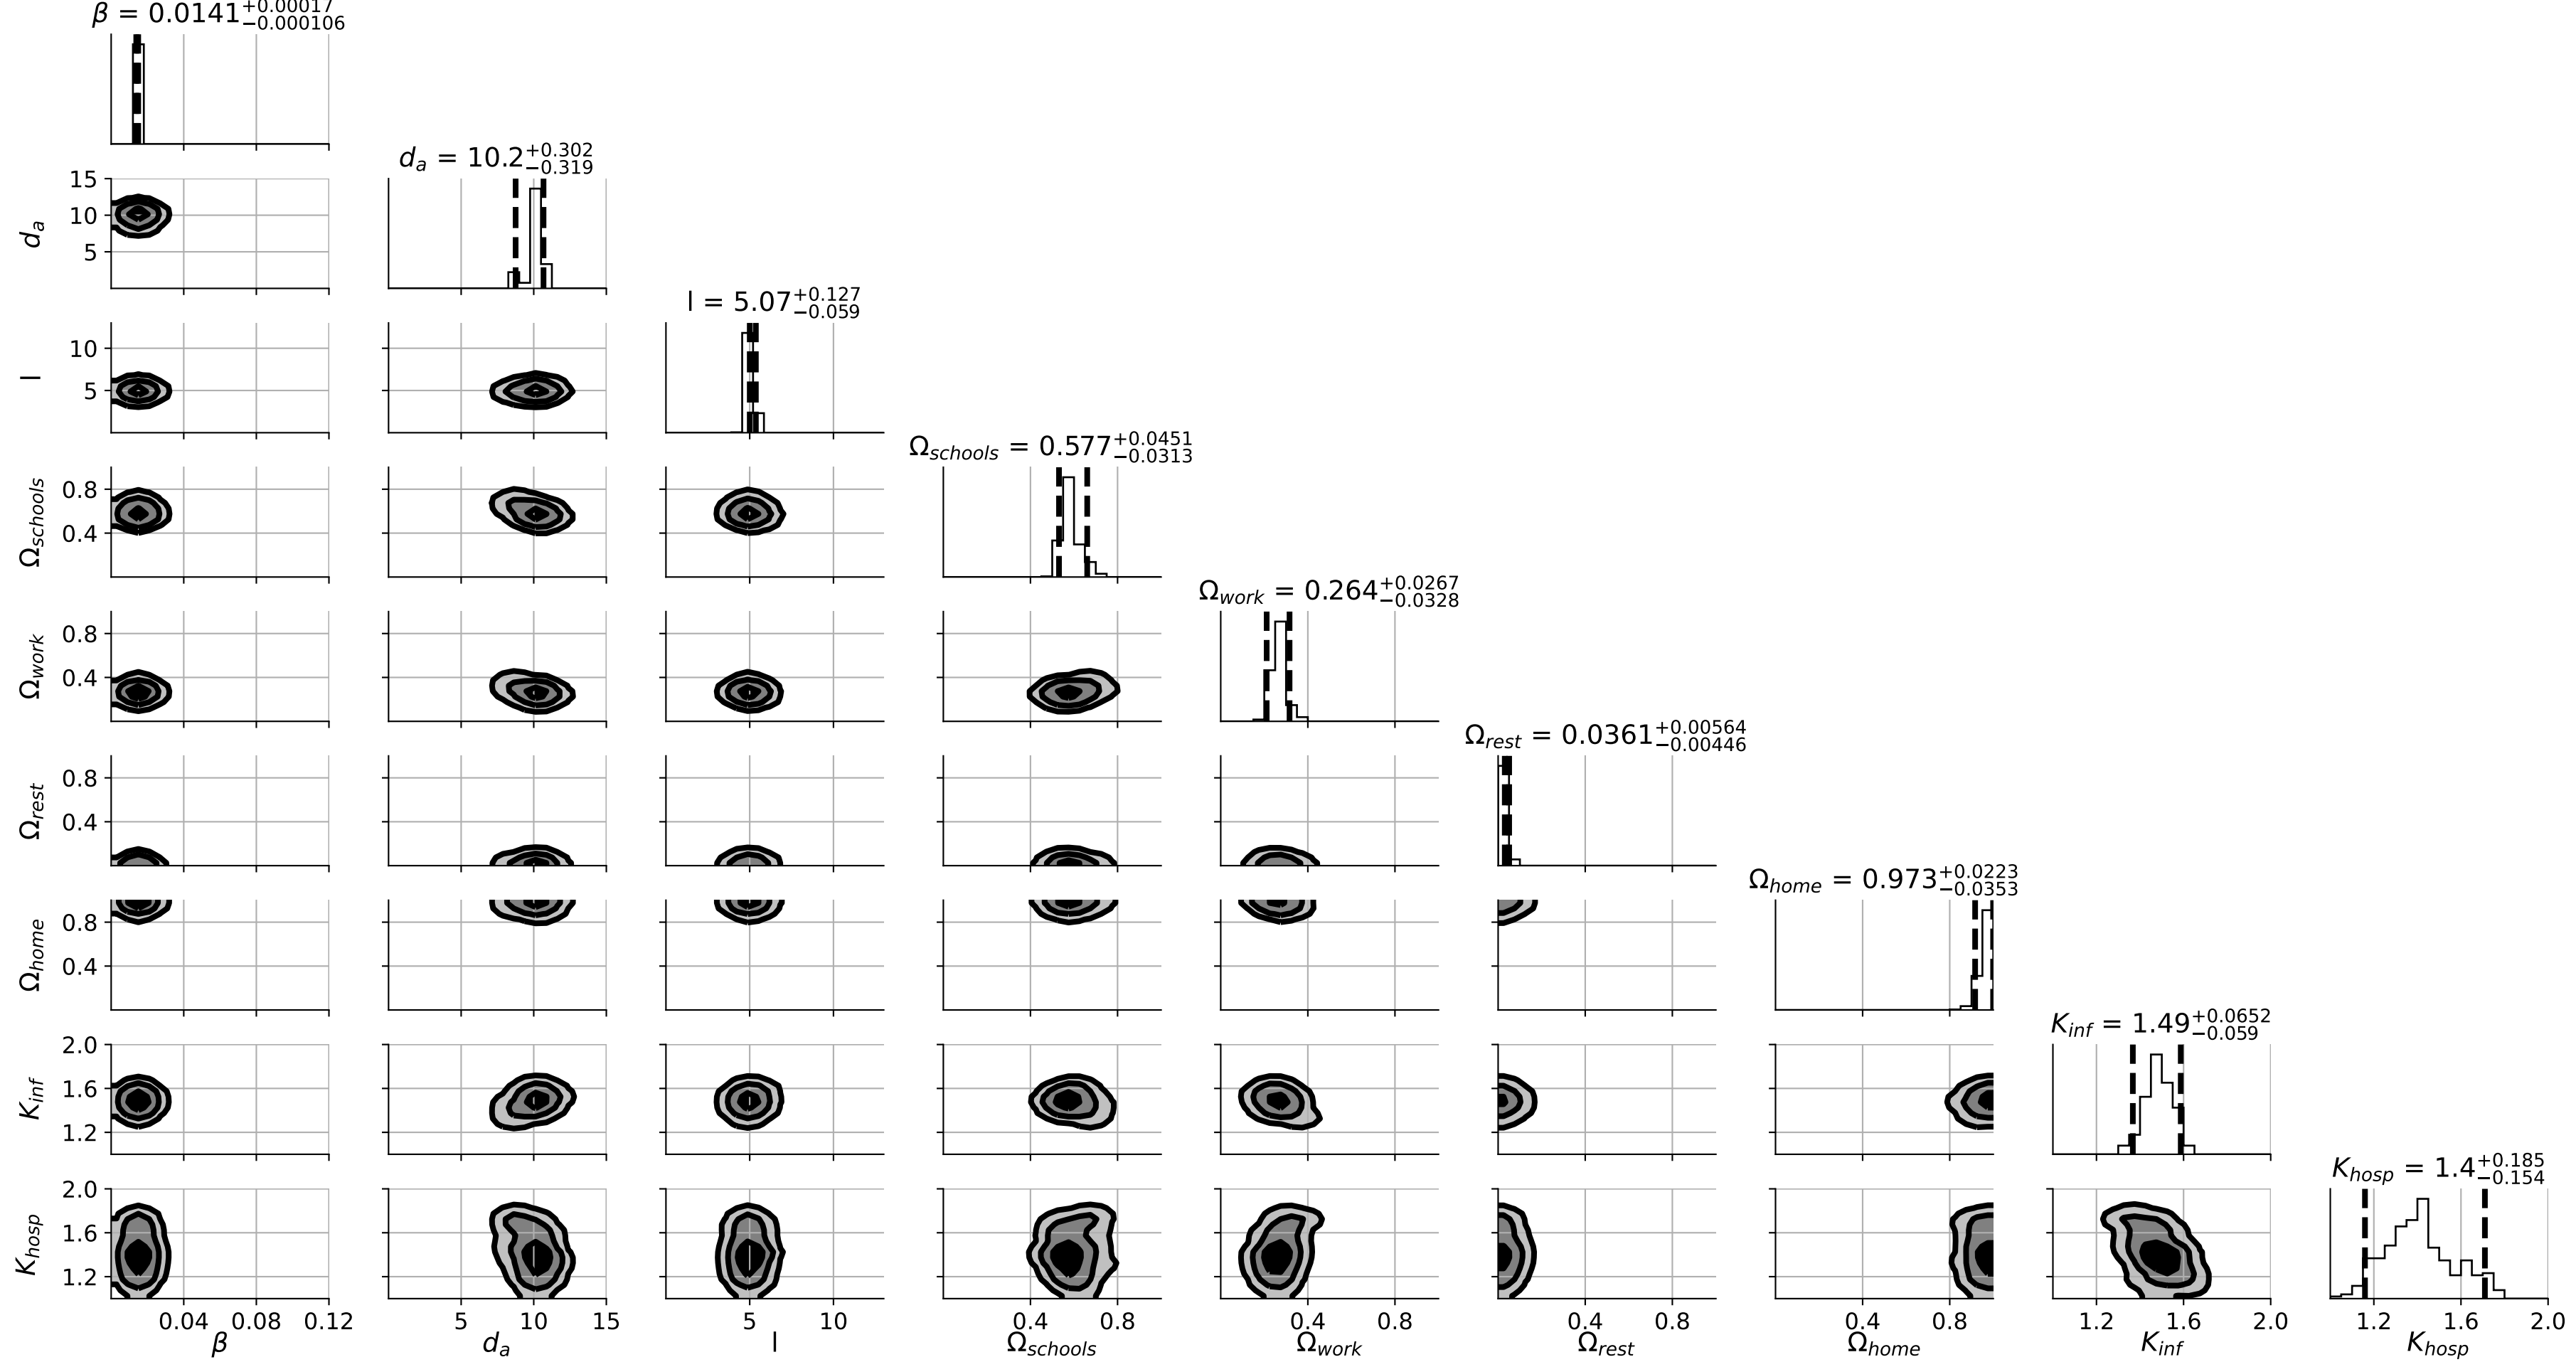 β = 0.0141 +0.00017 −0.000106
15
10
5
d_a
d_a = 10.2 +0.302 −0.319
10
5
l
l = 5.07 +0.127 −0.059
0.8
0.4
Ω_schools
Ω_schools = 0.577 +0.0451 −0.0313
0.8
0.4
Ω_work
Ω_work = 0.264 +0.0267 −0.0328
0.8
0.4
Ω_rest
Ω_rest = 0.0361 +0.00564 −0.00446
0.8
0.4
Ω_home
Ω_home = 0.973 +0.0223 −0.0353
2.0
1.6
1.2
K_inf
K_inf = 1.49 +0.0652 −0.059
2.0
1.6
1.2
K_hosp
K_hosp = 1.4 +0.185 −0.154
0.04 0.08 0.12 5 10 15 5 10 0.4 0.8 0.4 0.8 0.4 0.8 0.4 0.8 1.2 1.6 2.0 1.2 1.6 2.0
β d_a l Ω_schools Ω_work Ω_rest Ω_home K_inf K_hosp